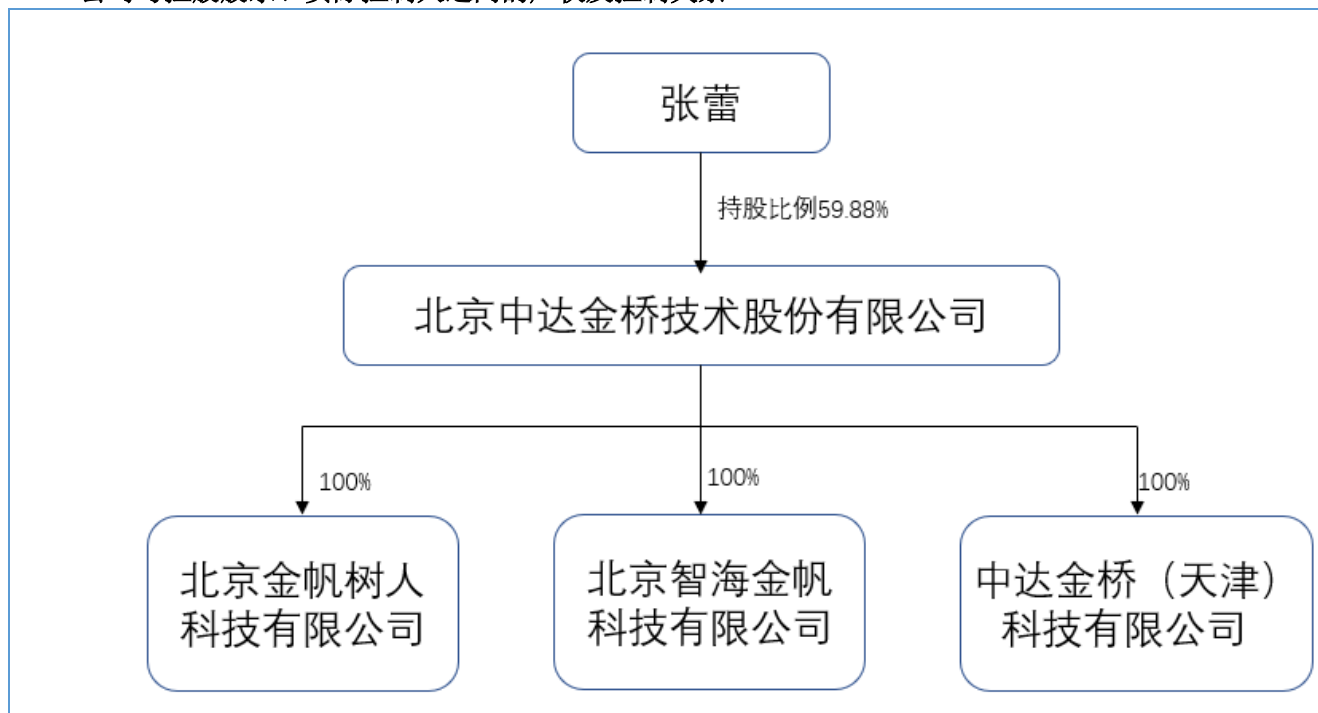 张蕾
持股比例59.88%
北京中达金桥技术股份有限公司
100%
100%
100%
北京金帆树人
科技有限公司
北京智海金帆
科技有限公司
中达金桥（天津）
科技有限公司